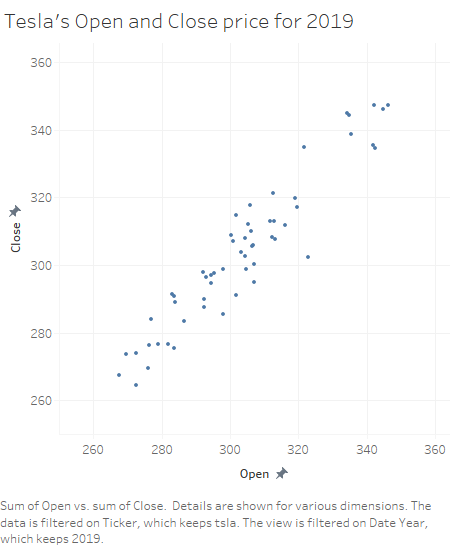 Tesla's Open and Close price for 2019
360
340
320
300
280
260
Close
260 280 300 320 340 360
Open
Sum of Open vs. sum of Close. Details are shown for various dimensions. The
data is filtered on Ticker, which keeps tsla. The view is filtered on Date Year,
which keeps 2019.